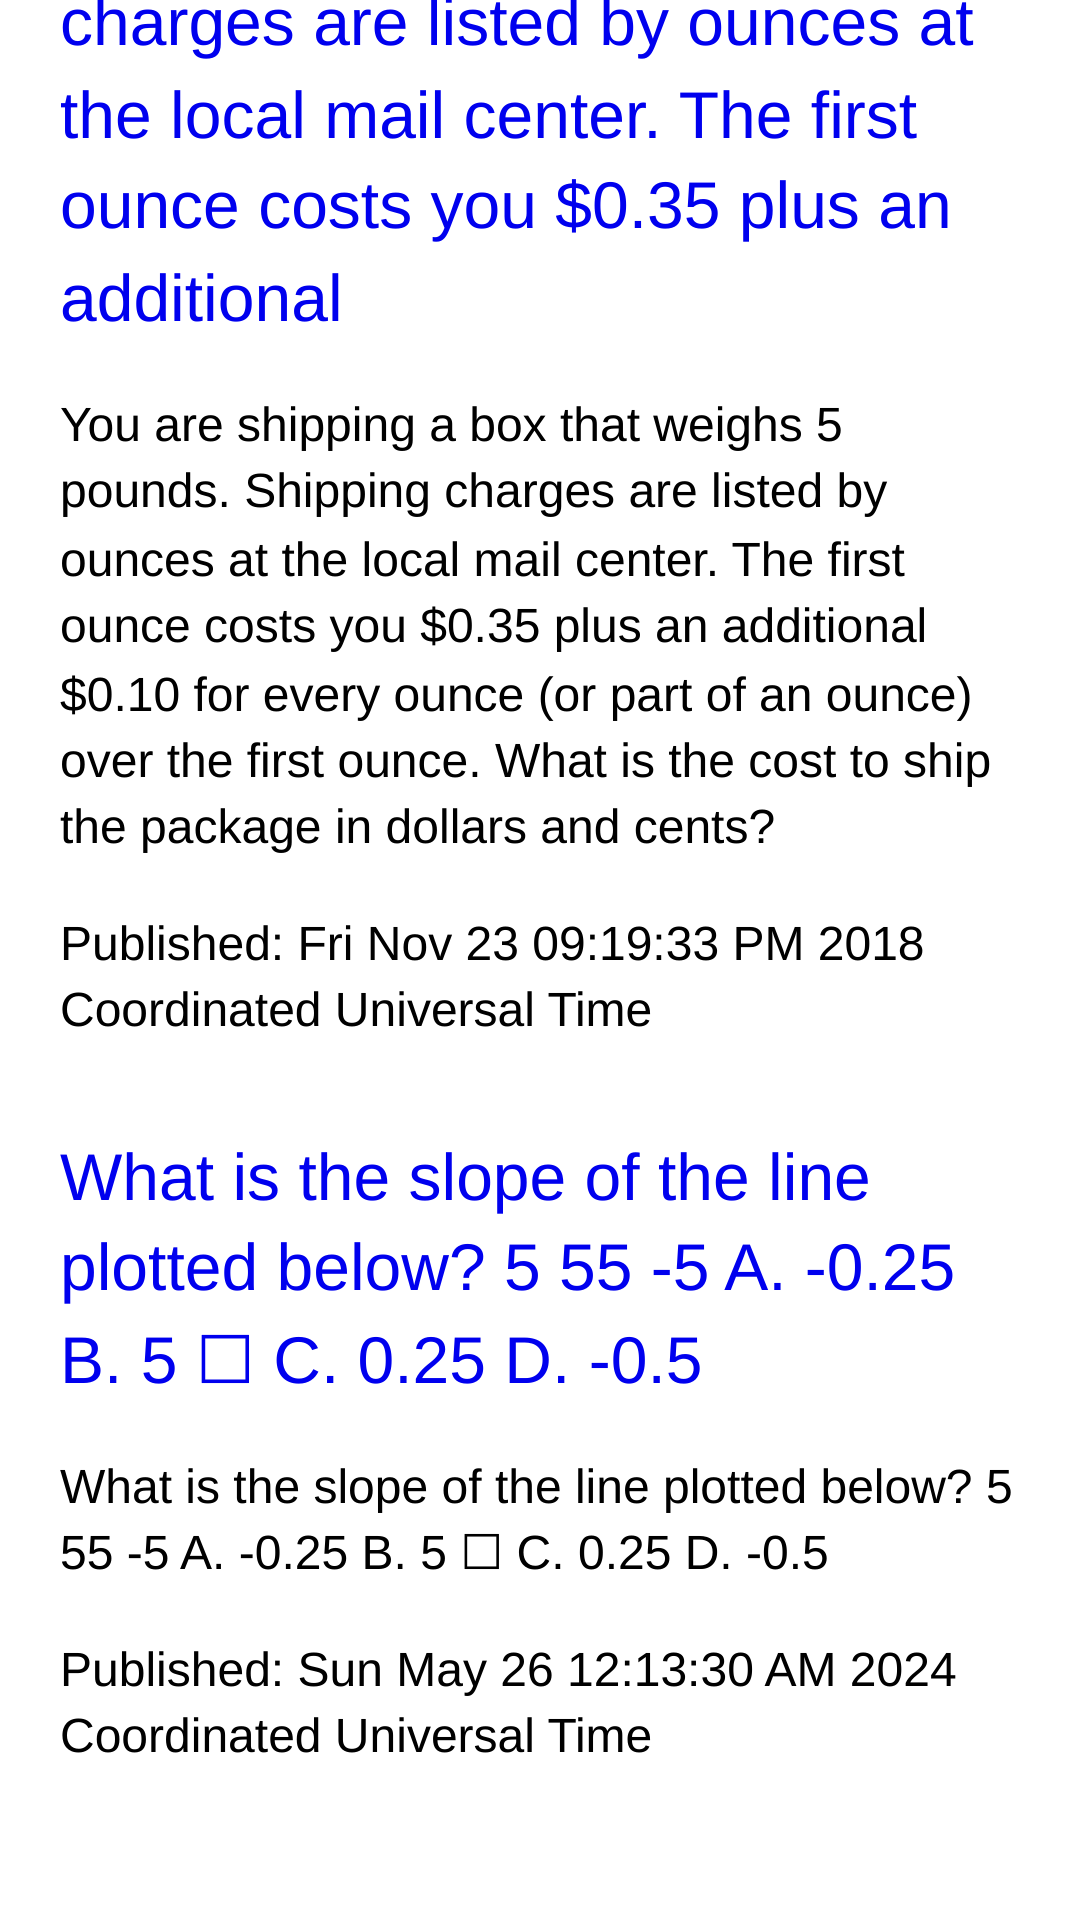 charges are listed by ounces at
the local mail center. The first
ounce costs you $0.35 plus an
additional
You are shipping a box that weighs 5
pounds. Shipping charges are listed by
ounces at the local mail center. The first
ounce costs you $0.35 plus an additional
$0.10 for every ounce (or part of an ounce)
over the first ounce. What is the cost to ship
the package in dollars and cents?
Published: Fri Nov 23 09:19:33 PM 2018
Coordinated Universal Time
What is the slope of the line
plotted below? 5 55 -5 A. -0.25
B. 5 ☐ C. 0.25 D. -0.5
What is the slope of the line plotted below? 5
55 -5 A. -0.25 B. 5 ☐ C. 0.25 D. -0.5
Published: Sun May 26 12:13:30 AM 2024
Coordinated Universal Time